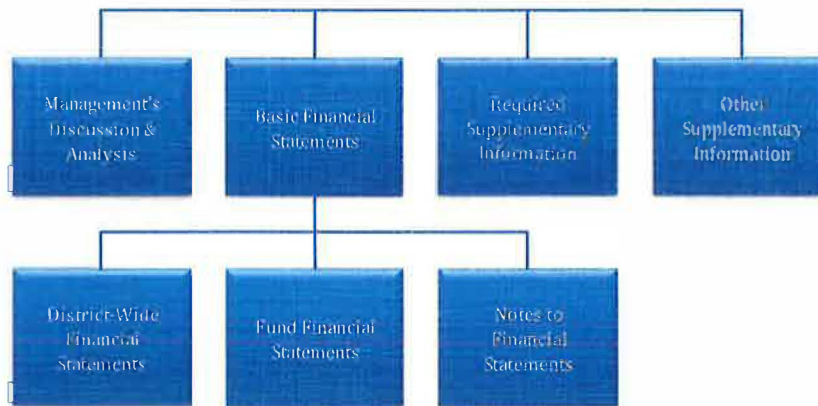 Management's
Discussion &
Analysis
Basic Financial
Statements
Required
Supplementary
Information
Other
Supplementary
Information
District-Wide
Financial
Statements
Fund Financial
Statements
Notes to
Financial
Statements